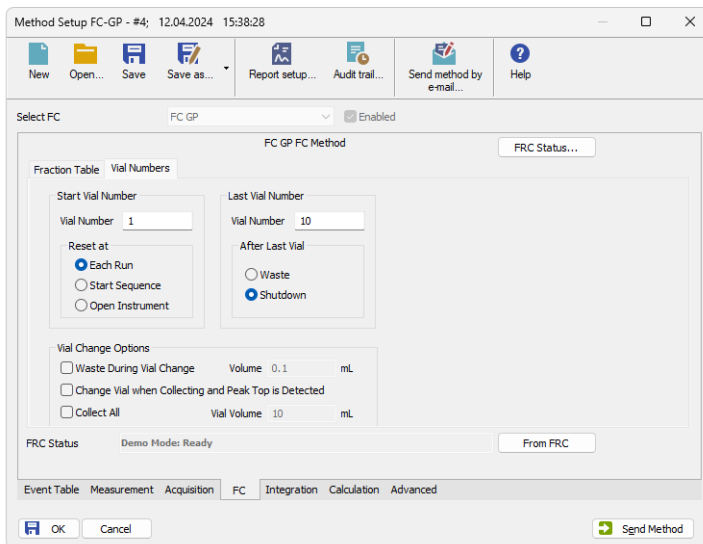 Method Setup FC-GP - #4; 12.04.2024 15:38:28
New Open... Save Save as... Report setup... Audit trail... Send method by e-mail... Help
Select FC FC GP Enabled
FC GP FC Method FRC Status...
Fraction Table Vial Numbers
Start Vial Number Last Vial Number
Vial Number 1 Vial Number 10
Reset at After Last Vial
Each Run
Waste
Start Sequence
Shutdown
Open Instrument
Vial Change Options
Waste During Vial Change Volume 0.1 mL
Change Vial when Collecting and Peak Top is Detected
Collect All Vial Volume 10 mL
FRC Status Demo Mode: Ready From FRC
Event Table Measurement Acquisition FC Integration Calculation Advanced
OK Cancel Send Method